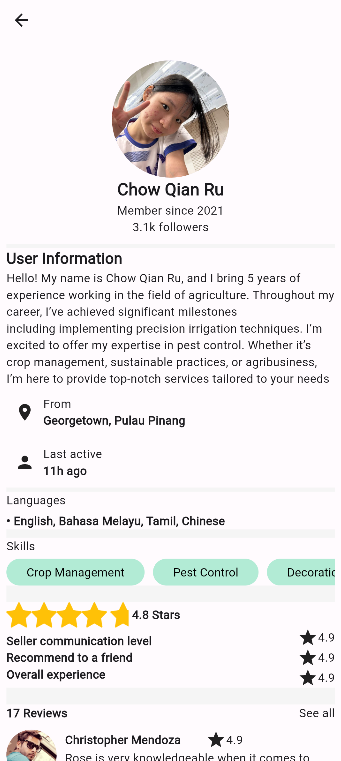 Chow Qian Ru
Member since 2021
3.1k followers
User Information
Hello! My name is Chow Qian Ru, and I bring 5 years of
experience working in the field of agriculture. Throughout my
career, I've achieved significant milestones
including implementing precision irrigation techniques. I'm
excited to offer my expertise in pest control. Whether it's
crop management, sustainable practices, or agribusiness,
I'm here to provide top-notch services tailored to your needs
From
Georgetown, Pulau Pinang
Last active
11h ago
Languages
• English, Bahasa Melayu, Tamil, Chinese
Skills
Crop Management Pest Control Decoratic
4.8 Stars
Seller communication level 4.9
Recommend to a friend 4.9
Overall experience 4.9
17 Reviews See all
Christopher Mendoza 4.9
Rose is very knowledgeable when it comes to